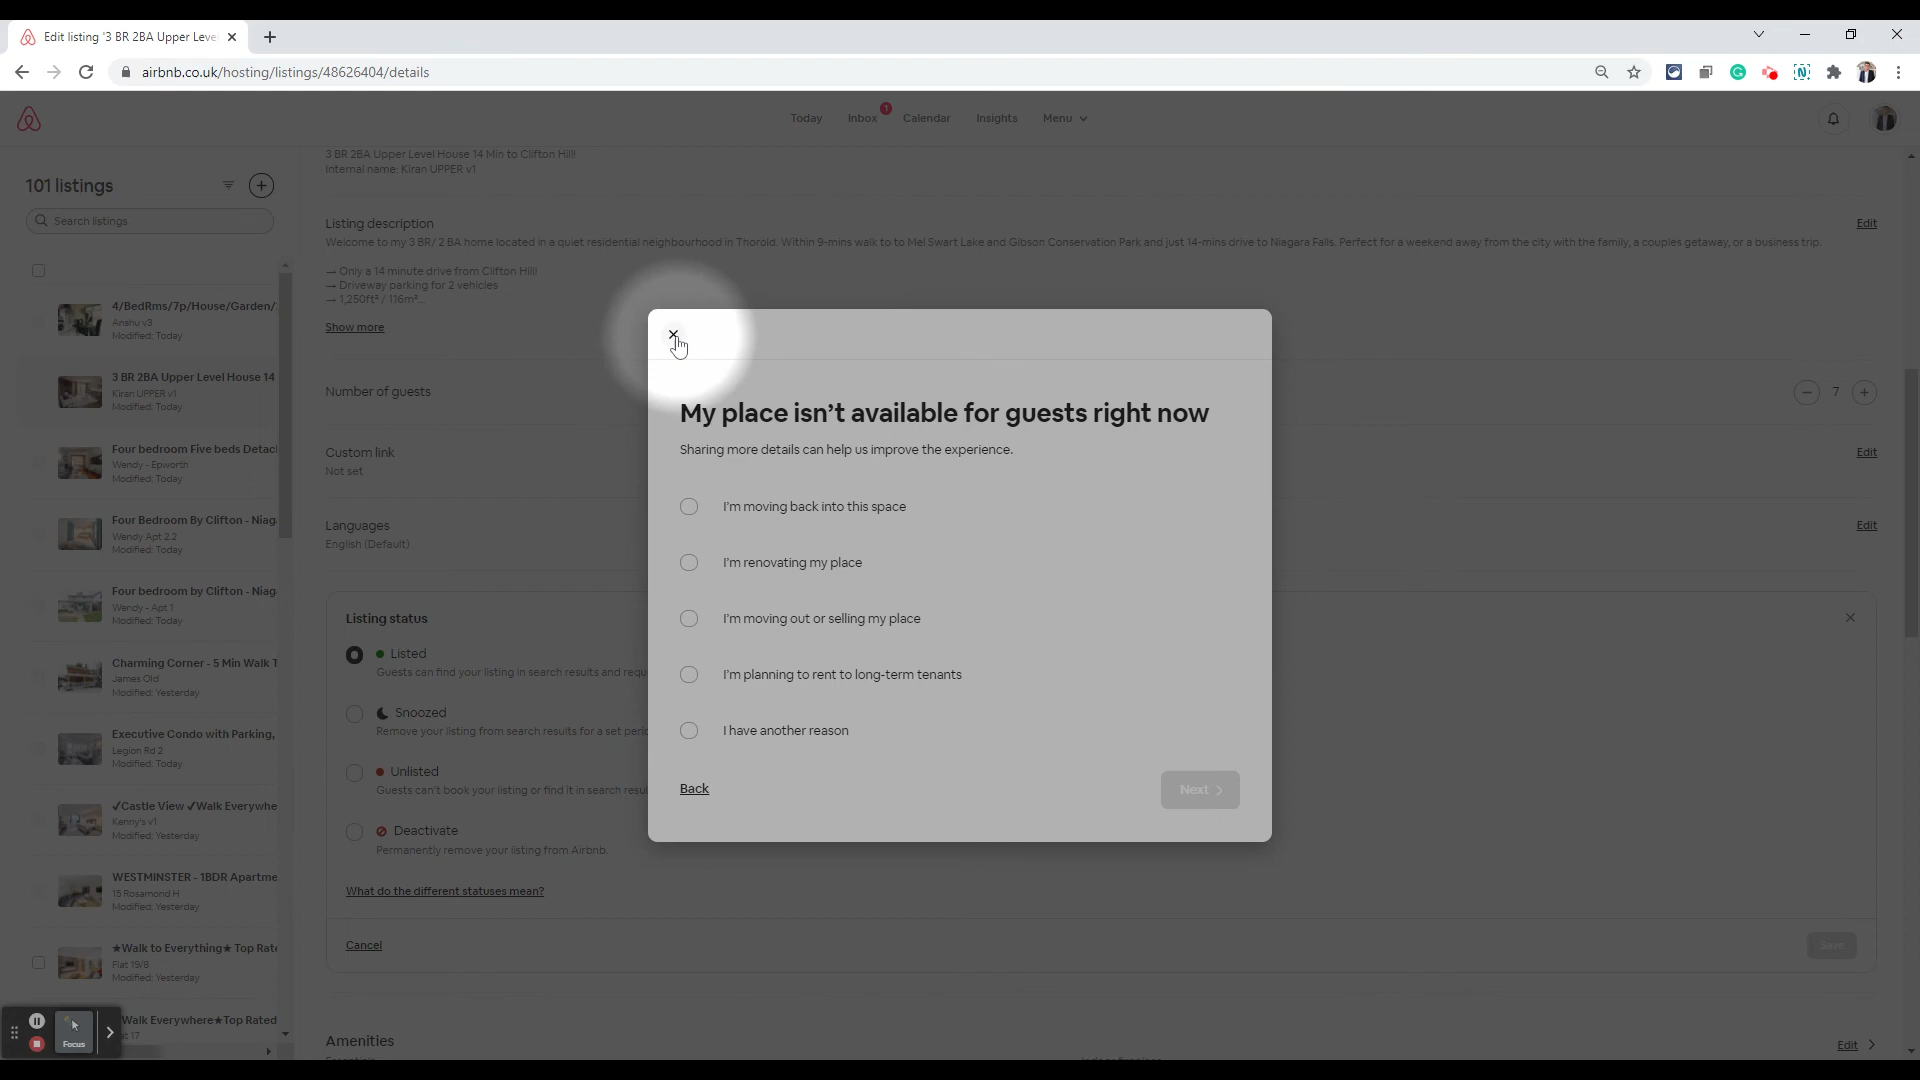 Edit listing '3 BR 2BA Upper Leve
airbnb.co.uk/hosting/listings/48626404/details
Today
Inbox
1
Calendar
Insights
Menu
101 listings
Search listings
4/BedRms/7p/House/Garden/
Anshu v3
Modified: Today
3 BR 2BA Upper Level House 14
Kiran UPPER v1
Modified: Today
Four bedroom Five beds Detac
Wendy - Epworth
Modified: Today
Four Bedroom By Clifton - Niag
Wendy Apt 2.2
Modified: Today
Four bedroom by Clifton - Niag
Wendy - Apt 1
Modified: Today
Charming Corner - 5 Min Walk T
James Old
Modified: Yesterday
Executive Condo with Parking,
Legion Rd 2
Modified: Today
✓Castle View ✓Walk Everywhe
Kenny's v1
Modified: Yesterday
WESTMINSTER - 1BDR Apartme
15 Rosamond H
Modified: Yesterday
★Walk to Everything★ Top Rate
Flat 19/8
Modified: Yesterday
Walk Everywhere★Top Rated
17
Focus
3 BR 2BA Upper Level House 14 Min to Clifton Hill!
Internal name: Kiran UPPER v1
Listing description
Edit
Welcome to my 3 BR/ 2 BA home located in a quiet residential neighbourhood in Thorold. Within 9-mins walk to to Mel Swart Lake and Gibson Conservation Park and just 14-mins drive to Niagara Falls. Perfect for a weekend away from the city with the family, a couples getaway, or a business trip.
→ Only a 14 minute drive from Clifton Hill!
→ Driveway parking for 2 vehicles
→ 1,250ft² / 116m²...
Show more
Number of guests
7
Custom link
Edit
Not set
Languages
Edit
English (Default)
Listing status
Listed
Guests can find your listing in search results and requ
Snoozed
Remove your listing from search results for a set peri
Unlisted
Guests can't book your listing or find it in search resul
Deactivate
Permanently remove your listing from Airbnb.
What do the different statuses mean?
Cancel
Save
Amenities
Edit
My place isn't available for guests right now
Sharing more details can help us improve the experience.
I'm moving back into this space
I'm renovating my place
I'm moving out or selling my place
I'm planning to rent to long-term tenants
I have another reason
Back
Next